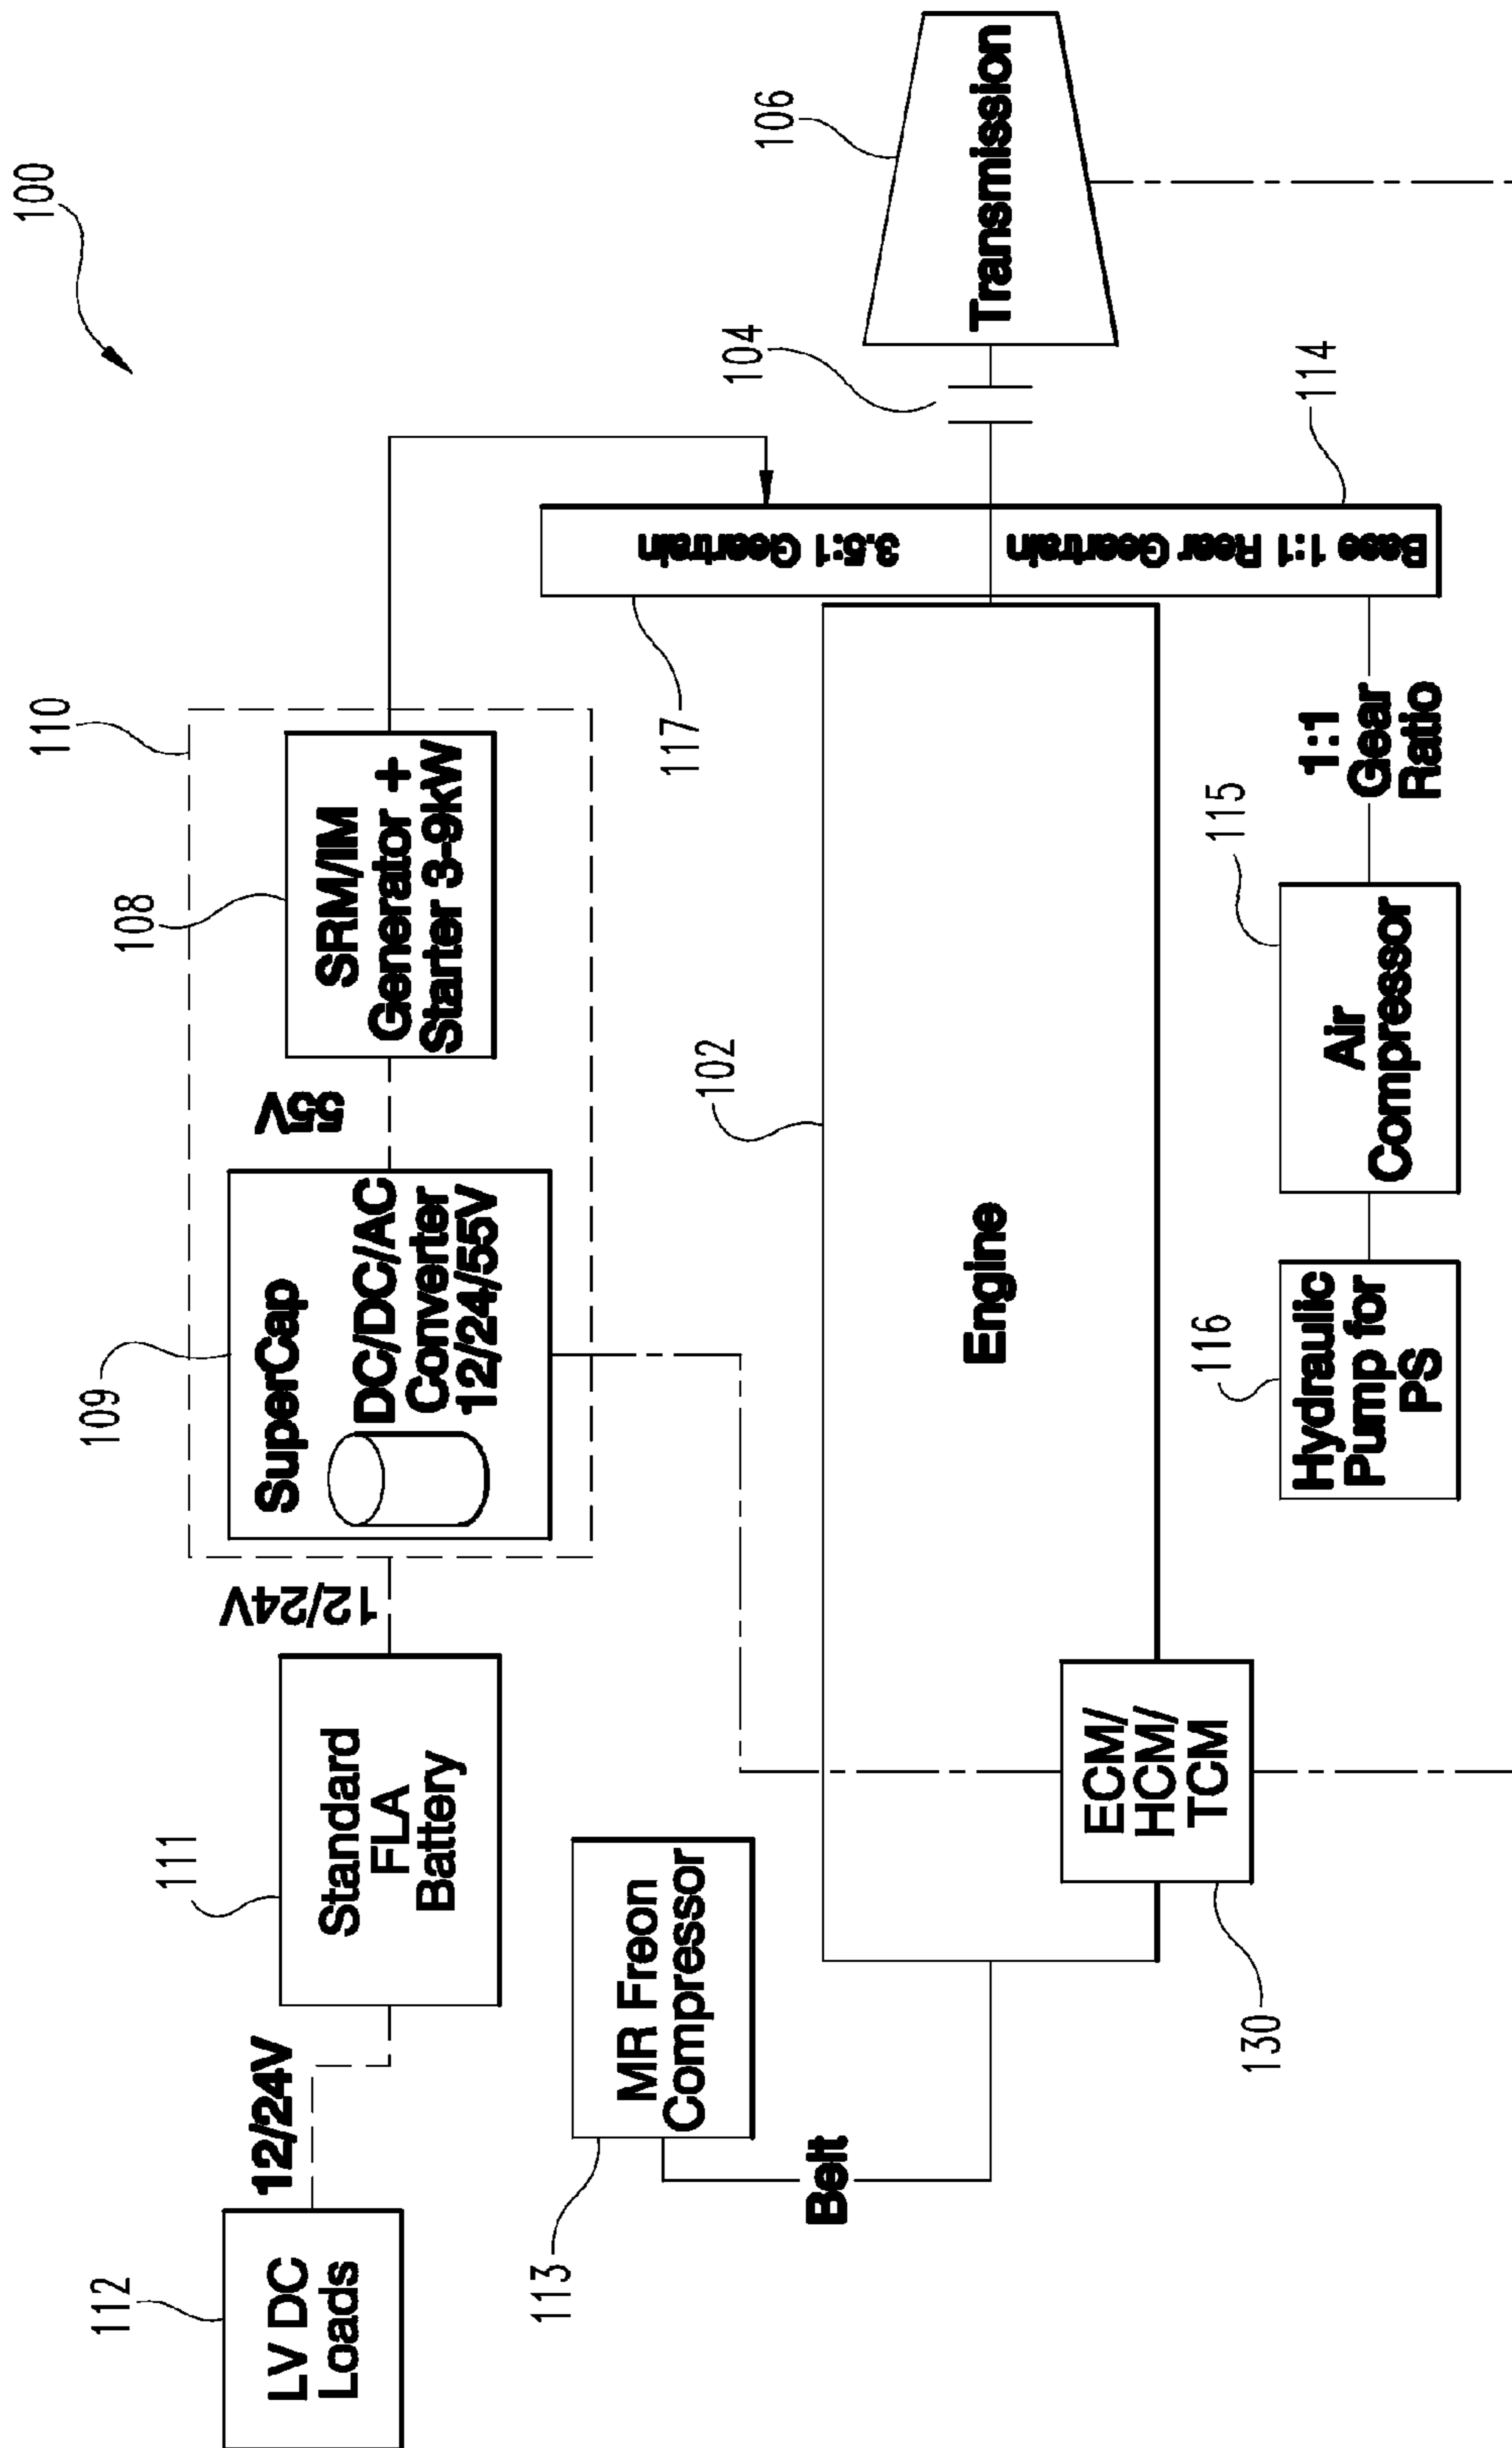 100
110
108
SRM/IM
Generator +
Starter 3-9kW
55V
109
SuperCap
DC/DC/AC
Converter
12/24/55V
12/24V
111
Standard
FLA
Battery
12/24V
112
LV DC
Loads
106
Transmission
104
114
3.5:1 Geartrain
Base 1:1 Rear Geartrain
117
102
Engine
113
MR Freon
Compressor
Belt
ECM/
HCM/
TCM
130
1:1
Gear
Ratio
115
Air
Compressor
116
Hydraulic
Pump for
PS